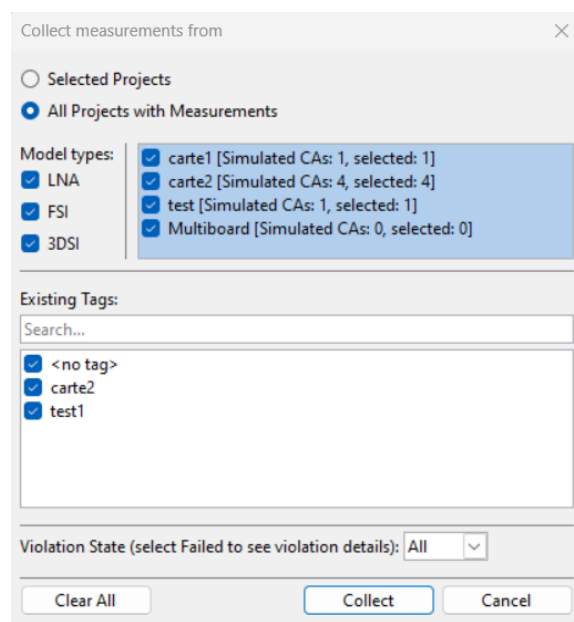 Collect measurements from
Selected Projects
All Projects with Measurements
Model types:
LNA
FSI
3DSI
carte1 [Simulated CAs: 1, selected: 1]
carte2 [Simulated CAs: 4, selected: 4]
test [Simulated CAs: 1, selected: 1]
Multiboard [Simulated CAs: 0, selected: 0]
Existing Tags:
Search...
<no tag>
carte2
test1
Violation State (select Failed to see violation details): All
Clear All
Collect
Cancel